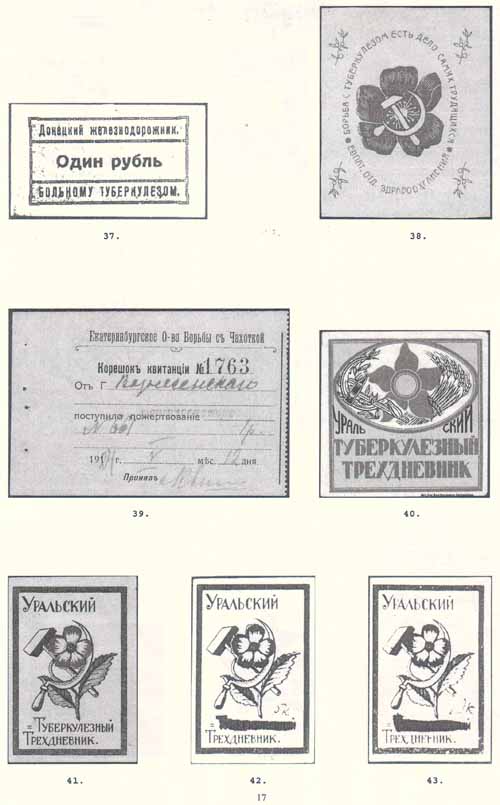 Донецкий железнодорожник.
Один рубль
БОЛЬНОМУ ТУБЕРКУЛЕЗОМ.
37.
БОРЬБА С ТУБЕРКУЛЕЗОМ ЕСТЬ ДЕЛО САМИХ ТРУДЯЩИХСЯ
ОТД. ЗДРАВООХРАНЕНИЯ
38.
Екатеринбургское О-во Борьбы съ Чахоткой
Корешокъ квитанціи №1763
Отъ Г
поступило пожертвованіе
191 г. V мѣс. 12 дня
Принялъ
39.
УРАЛЬСКИЙ
ТУБЕРКУЛЕЗНЫЙ
ТРЕХДНЕВНИК
40.
УРАЛЬСКИЙ
=ТУБЕРКУЛЕЗНЫЙ
ТРЕХДНЕВНИК.
41.
УРАЛЬСКИЙ
5К.
ТРЕХДНЕВНИК.
42.
УРАЛЬСКИЙ
ТРЕХДНЕВНИК.
43.
17